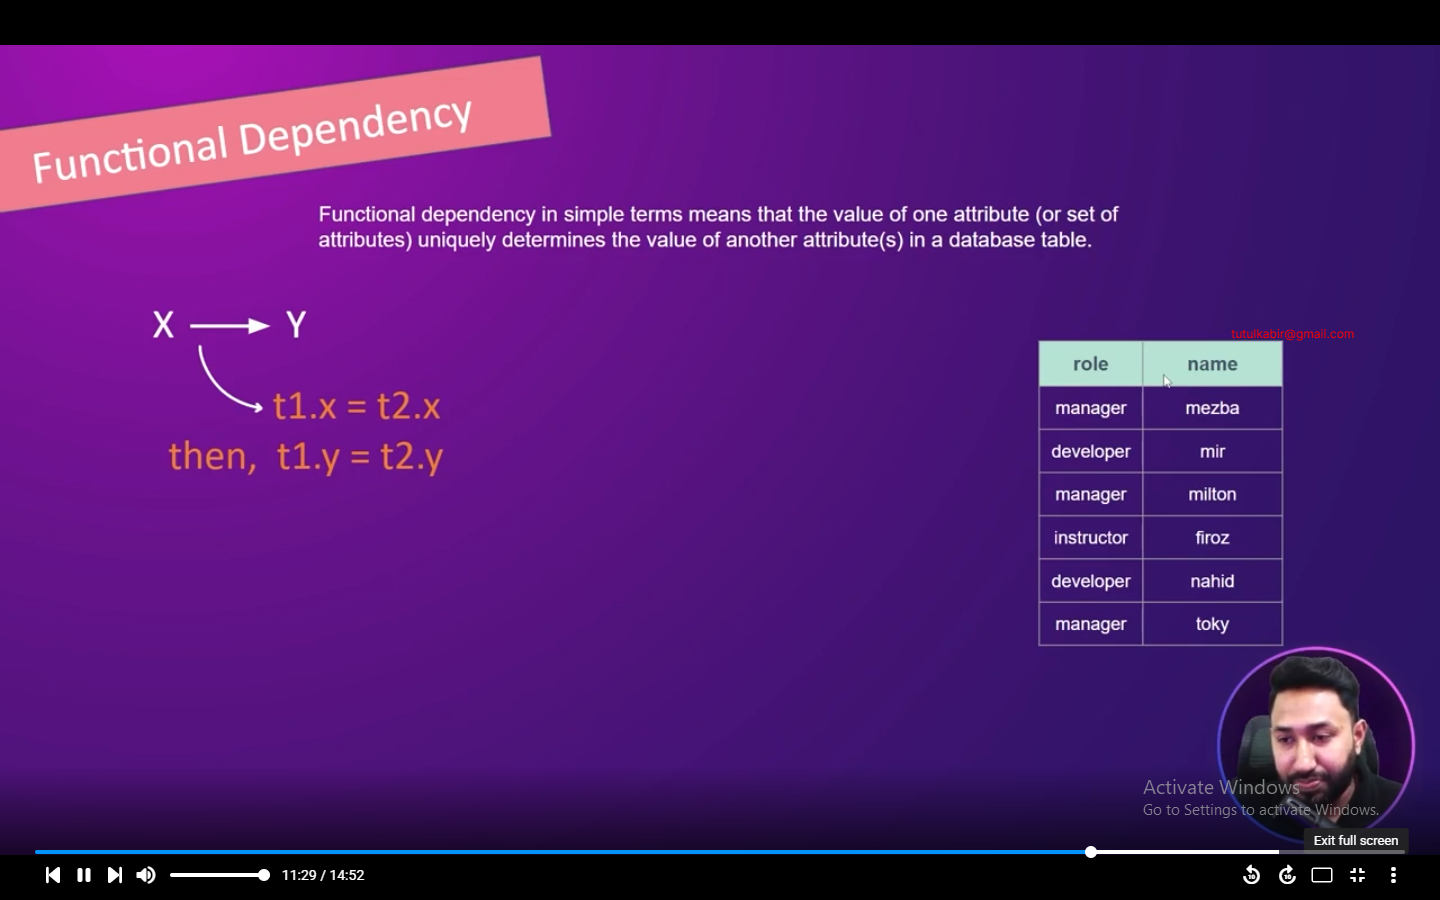 Functional Dependency
Functional dependency in simple terms means that the value of one attribute (or set of
attributes) uniquely determines the value of another attribute(s) in a database table.
X → Y
t1.x = t2.x
then, t1.y = t2.y
tutulkabir@gmail.com
role name
manager mezba
developer mir
manager milton
instructor firoz
developer nahid
manager toky
Activate Windows
Go to Settings to activate Windows.
Exit full screen
11:29 / 14:52
10 10